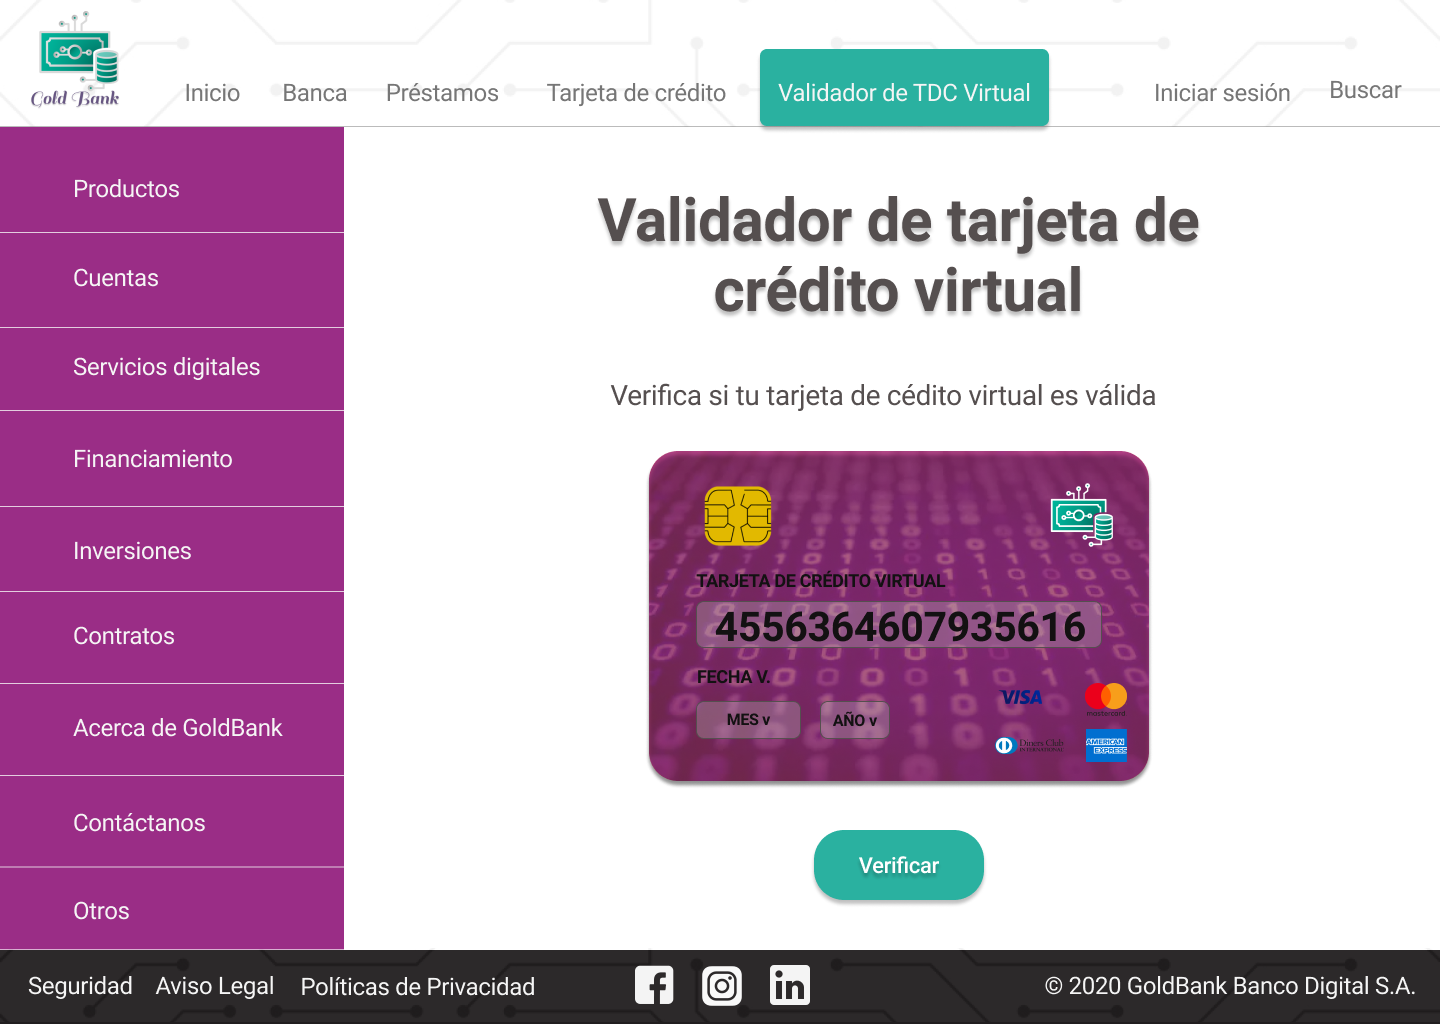 Gold Bank
Inicio
Banca
Préstamos
Tarjeta de crédito
Validador de TDC Virtual
Iniciar sesión
Buscar
Productos
Cuentas
Servicios digitales
Financiamiento
Inversiones
Contratos
Acerca de GoldBank
Contáctanos
Otros
Validador de tarjeta de
crédito virtual
Verifica si tu tarjeta de cédito virtual es válida
TARJETA DE CRÉDITO VIRTUAL
4556364607935616
FECHA V.
MES v
AÑO v
VISA
mastercard
Diners Club
INTERNATIONAL
AMERICAN
EXPRESS
Verificar
Seguridad
Aviso Legal
Políticas de Privacidad
© 2020 GoldBank Banco Digital S.A.